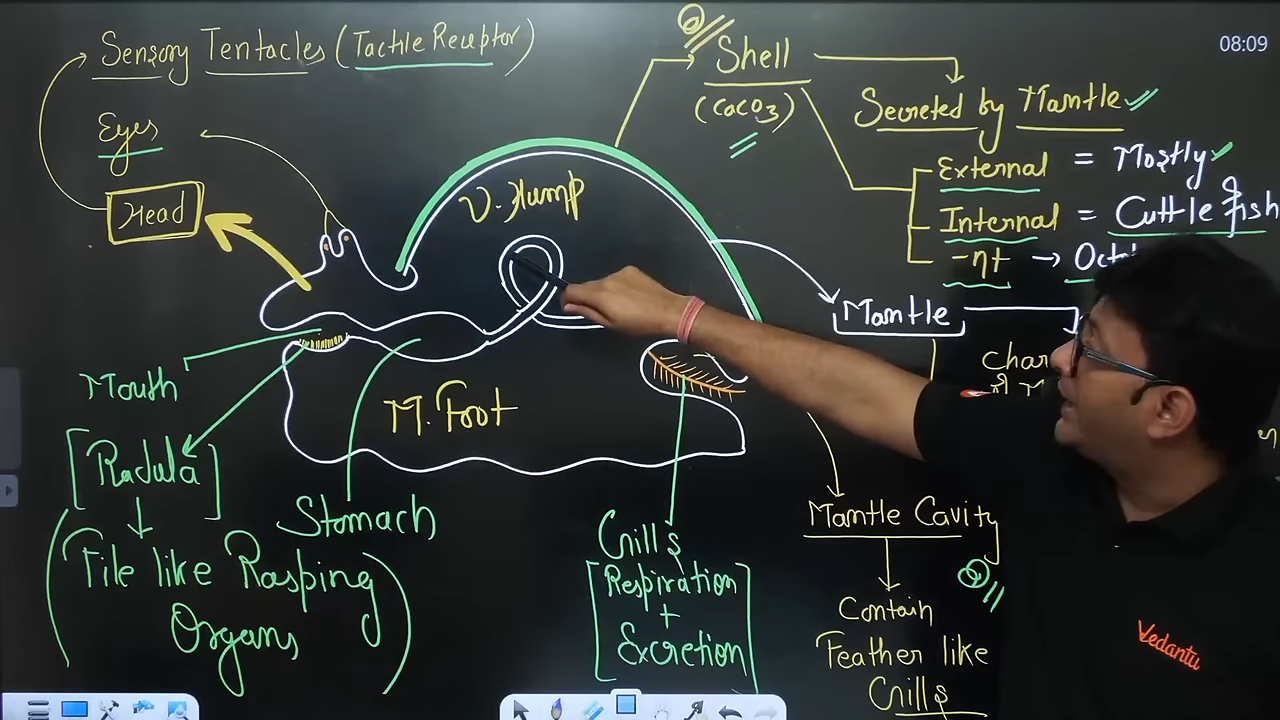 Sensory Tentacles (Tactile Receptor)
Eyes
Head
Shell
(CaCO3)
08:09
Secreted by Mantle
External = Mostly
Internal = Cuttle fish
-nt →
V. Hump
Mantle
Mouth
[Radula]
(File like Rasping
Organs)
M. Foot
Stomach
Gills
[Respiration
+
Excretion]
Mantle Cavity
Contain
Feather like
Gills
Vedantu